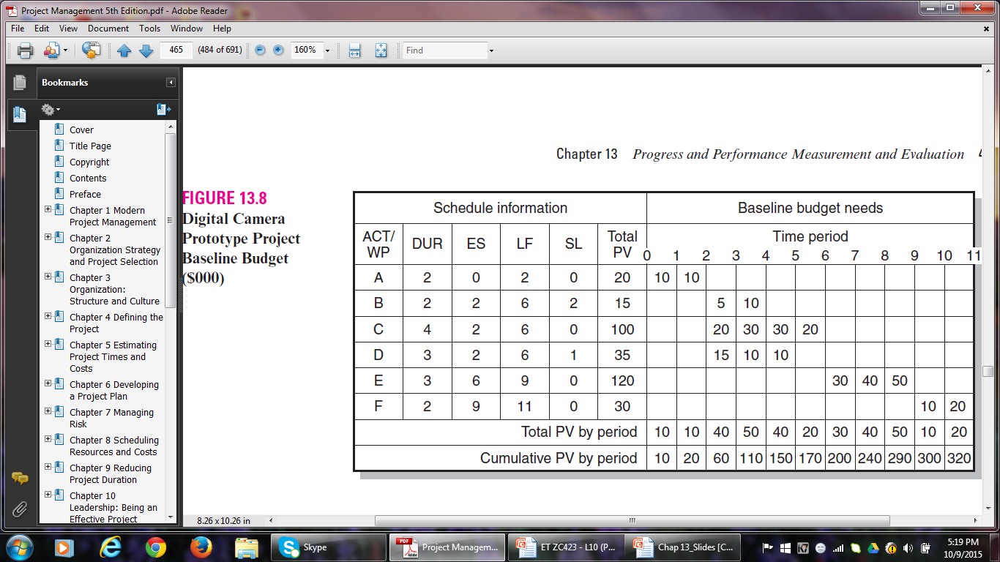 Project Management 5th Edition.pdf - Adobe Reader
File Edit View Document Tools Window Help
465 (484 of 691) 160% Find
Bookmarks
Cover
Title Page
Copyright
Contents
Preface
Chapter 1 Modern
Project Management
Chapter 2
Organization Strategy
and Project Selection
Chapter 3
Organization:
Structure and Culture
Chapter 4 Defining the
Project
Chapter 5 Estimating
Project Times and
Costs
Chapter 6 Developing
a Project Plan
Chapter 7 Managing
Risk
Chapter 8 Scheduling
Resources and Costs
Chapter 9 Reducing
Project Duration
Chapter 10
Leadership: Being an
Effective Project
Chapter 13 Progress and Performance Measurement and Evaluation
FIGURE 13.8
Digital Camera
Prototype Project
Baseline Budget
($000)
Schedule information Baseline budget needs
ACT/ WP DUR ES LF SL Total PV Time period
0 1 2 3 4 5 6 7 8 9 10 11
A 2 0 2 0 20 10 10
B 2 2 6 2 15 5 10
C 4 2 6 0 100 20 30 30 20
D 3 2 6 1 35 15 10 10
E 3 6 9 0 120 30 40 50
F 2 9 11 0 30 10 20
Total PV by period 10 10 40 50 40 20 30 40 50 10 20
Cumulative PV by period 10 20 60 110 150 170 200 240 290 300 320
8.26 x 10.26 in
Skype
PDF
Project Managem...
ET ZC423 - L10 (P...
Chap 13_Slides [C...
5:19 PM
10/9/2015